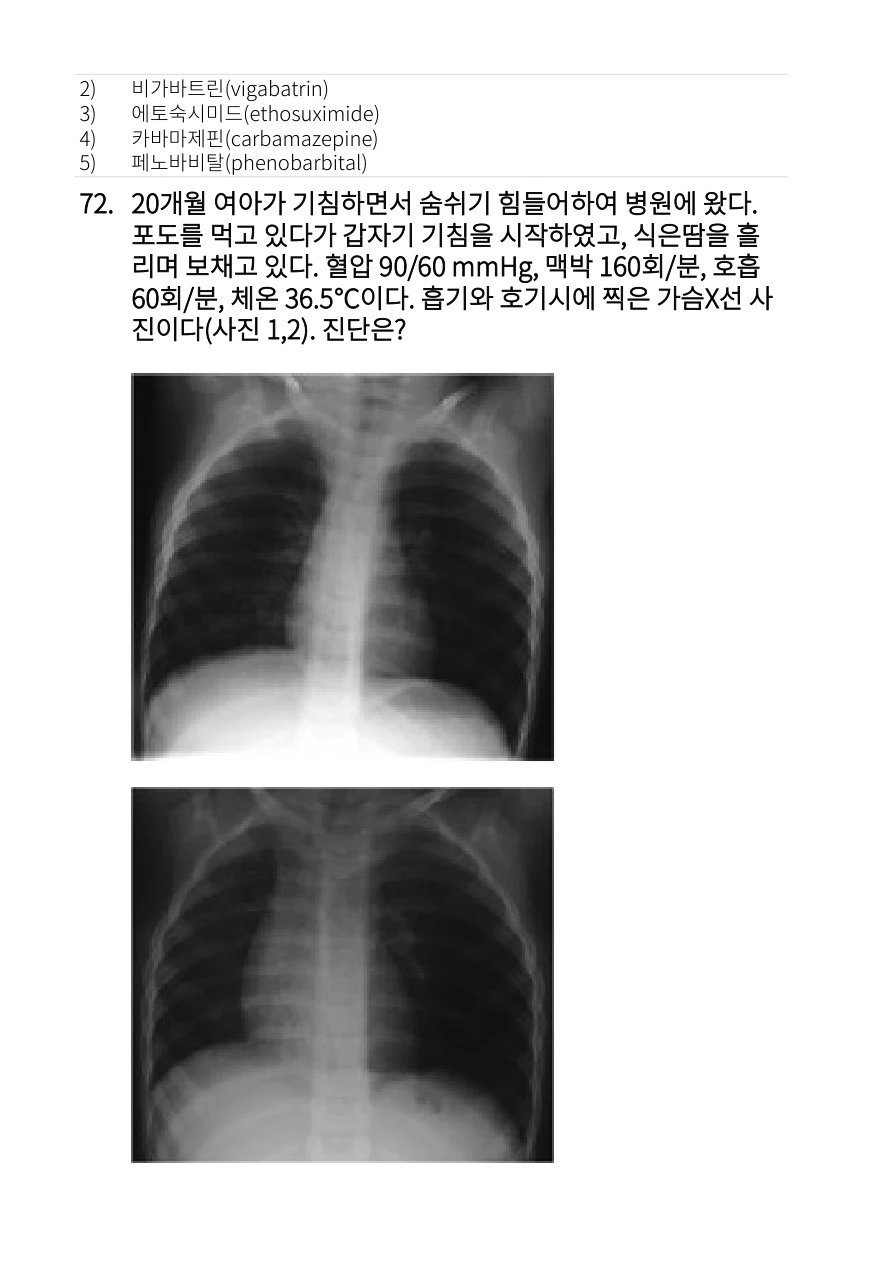 2) 비가바트린(vigabatrin)
3) 에토숙시미드(ethosuximide)
4) 카바마제핀(carbamazepine)
5) 페노바비탈(phenobarbital)
72. 20개월 여아가 기침하면서 숨쉬기 힘들어하여 병원에 왔다.
포도를 먹고 있다가 갑자기 기침을 시작하였고, 식은땀을 흘
리며 보채고 있다. 혈압 90/60 mmHg, 맥박 160회/분, 호흡
60회/분, 체온 36.5℃이다. 흡기와 호기시에 찍은 가슴X선 사
진이다(사진 1,2). 진단은?